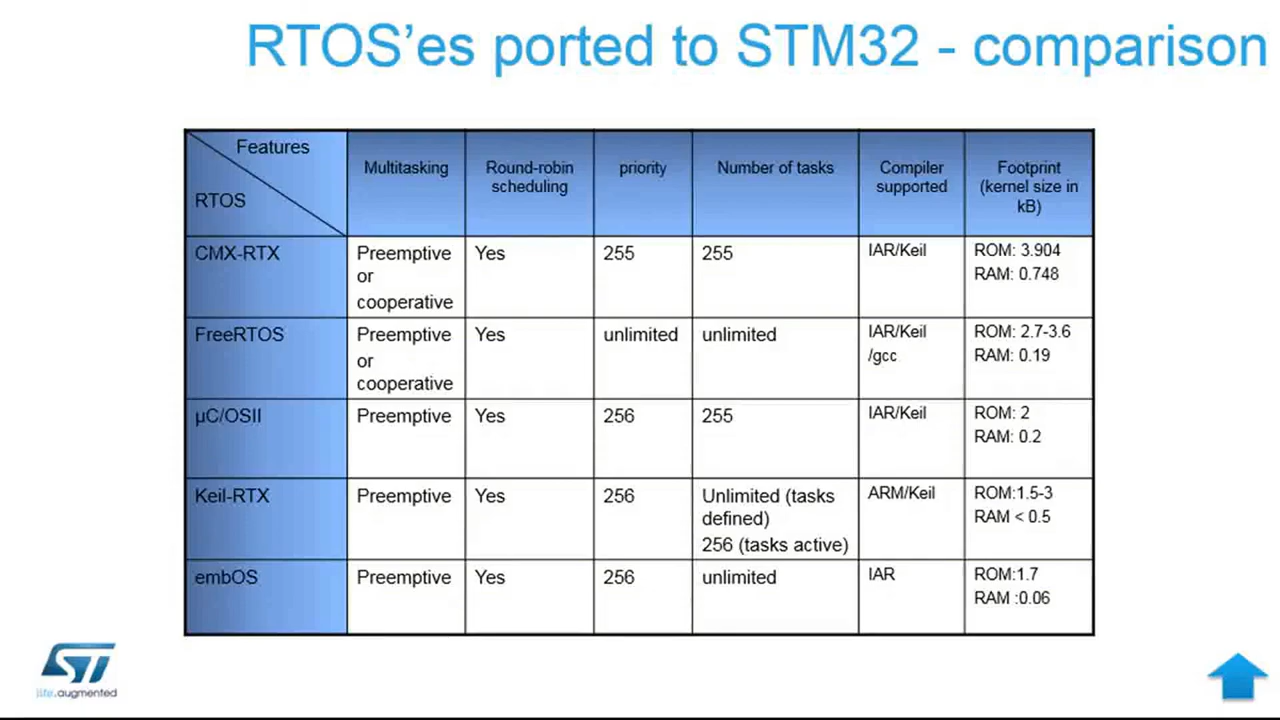 RTOS'es ported to STM32 - comparison
Features
RTOS
Multitasking
Round-robin
scheduling
priority
Number of tasks
Compiler
supported
Footprint
(kernel size in
kB)
CMX-RTX
Preemptive
or
cooperative
Yes
255
255
IAR/Keil
ROM: 3.904
RAM: 0.748
FreeRTOS
Preemptive
or
cooperative
Yes
unlimited
unlimited
IAR/Keil
/gcc
ROM: 2.7-3.6
RAM: 0.19
µC/OSII
Preemptive
Yes
256
255
IAR/Keil
ROM: 2
RAM: 0.2
Keil-RTX
Preemptive
Yes
256
Unlimited (tasks
defined)
256 (tasks active)
ARM/Keil
ROM:1.5-3
RAM < 0.5
embOS
Preemptive
Yes
256
unlimited
IAR
ROM:1.7
RAM :0.06
ST
life.augmented